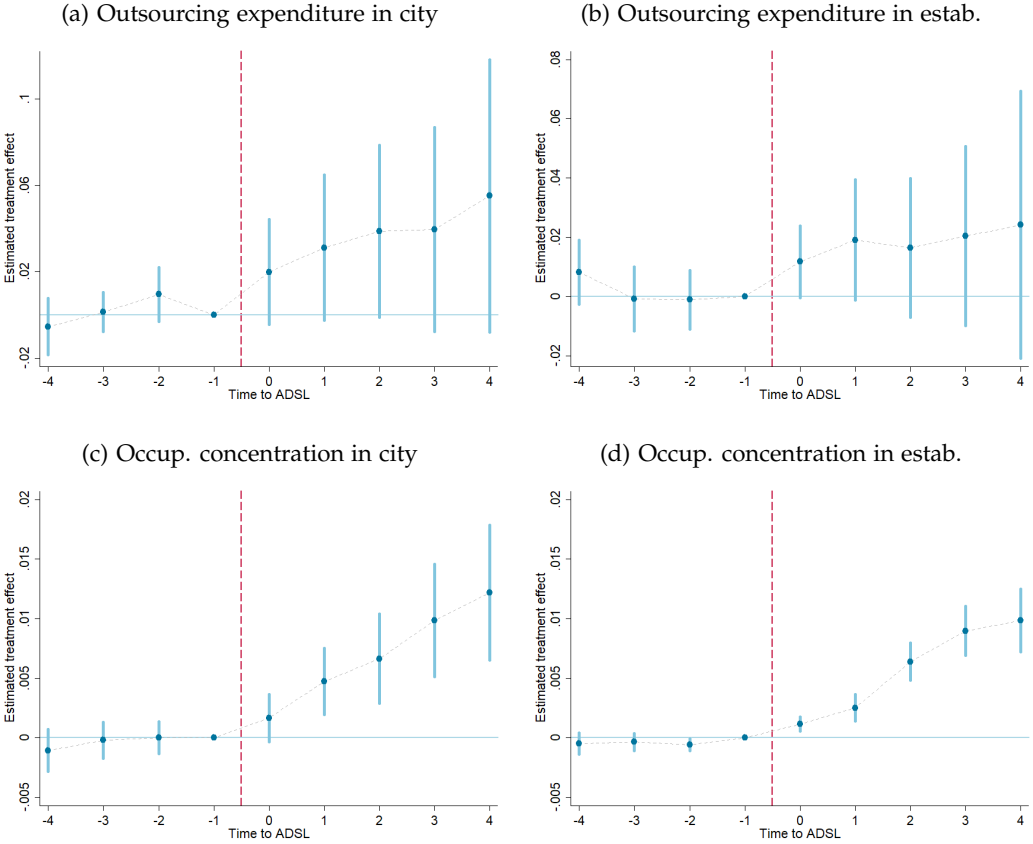 (a) Outsourcing expenditure in city
Estimated treatment effect
.1
.06
.02
-.02
-4 -3 -2 -1 0 1 2 3 4
Time to ADSL
(b) Outsourcing expenditure in estab.
Estimated treatment effect
.08
.06
.04
.02
0
-.02
-4 -3 -2 -1 0 1 2 3 4
Time to ADSL
(c) Occup. concentration in city
Estimated treatment effect
.02
.015
.01
.005
0
-.005
-4 -3 -2 -1 0 1 2 3 4
Time to ADSL
(d) Occup. concentration in estab.
Estimated treatment effect
.02
.015
.01
.005
0
-.005
-4 -3 -2 -1 0 1 2 3 4
Time to ADSL